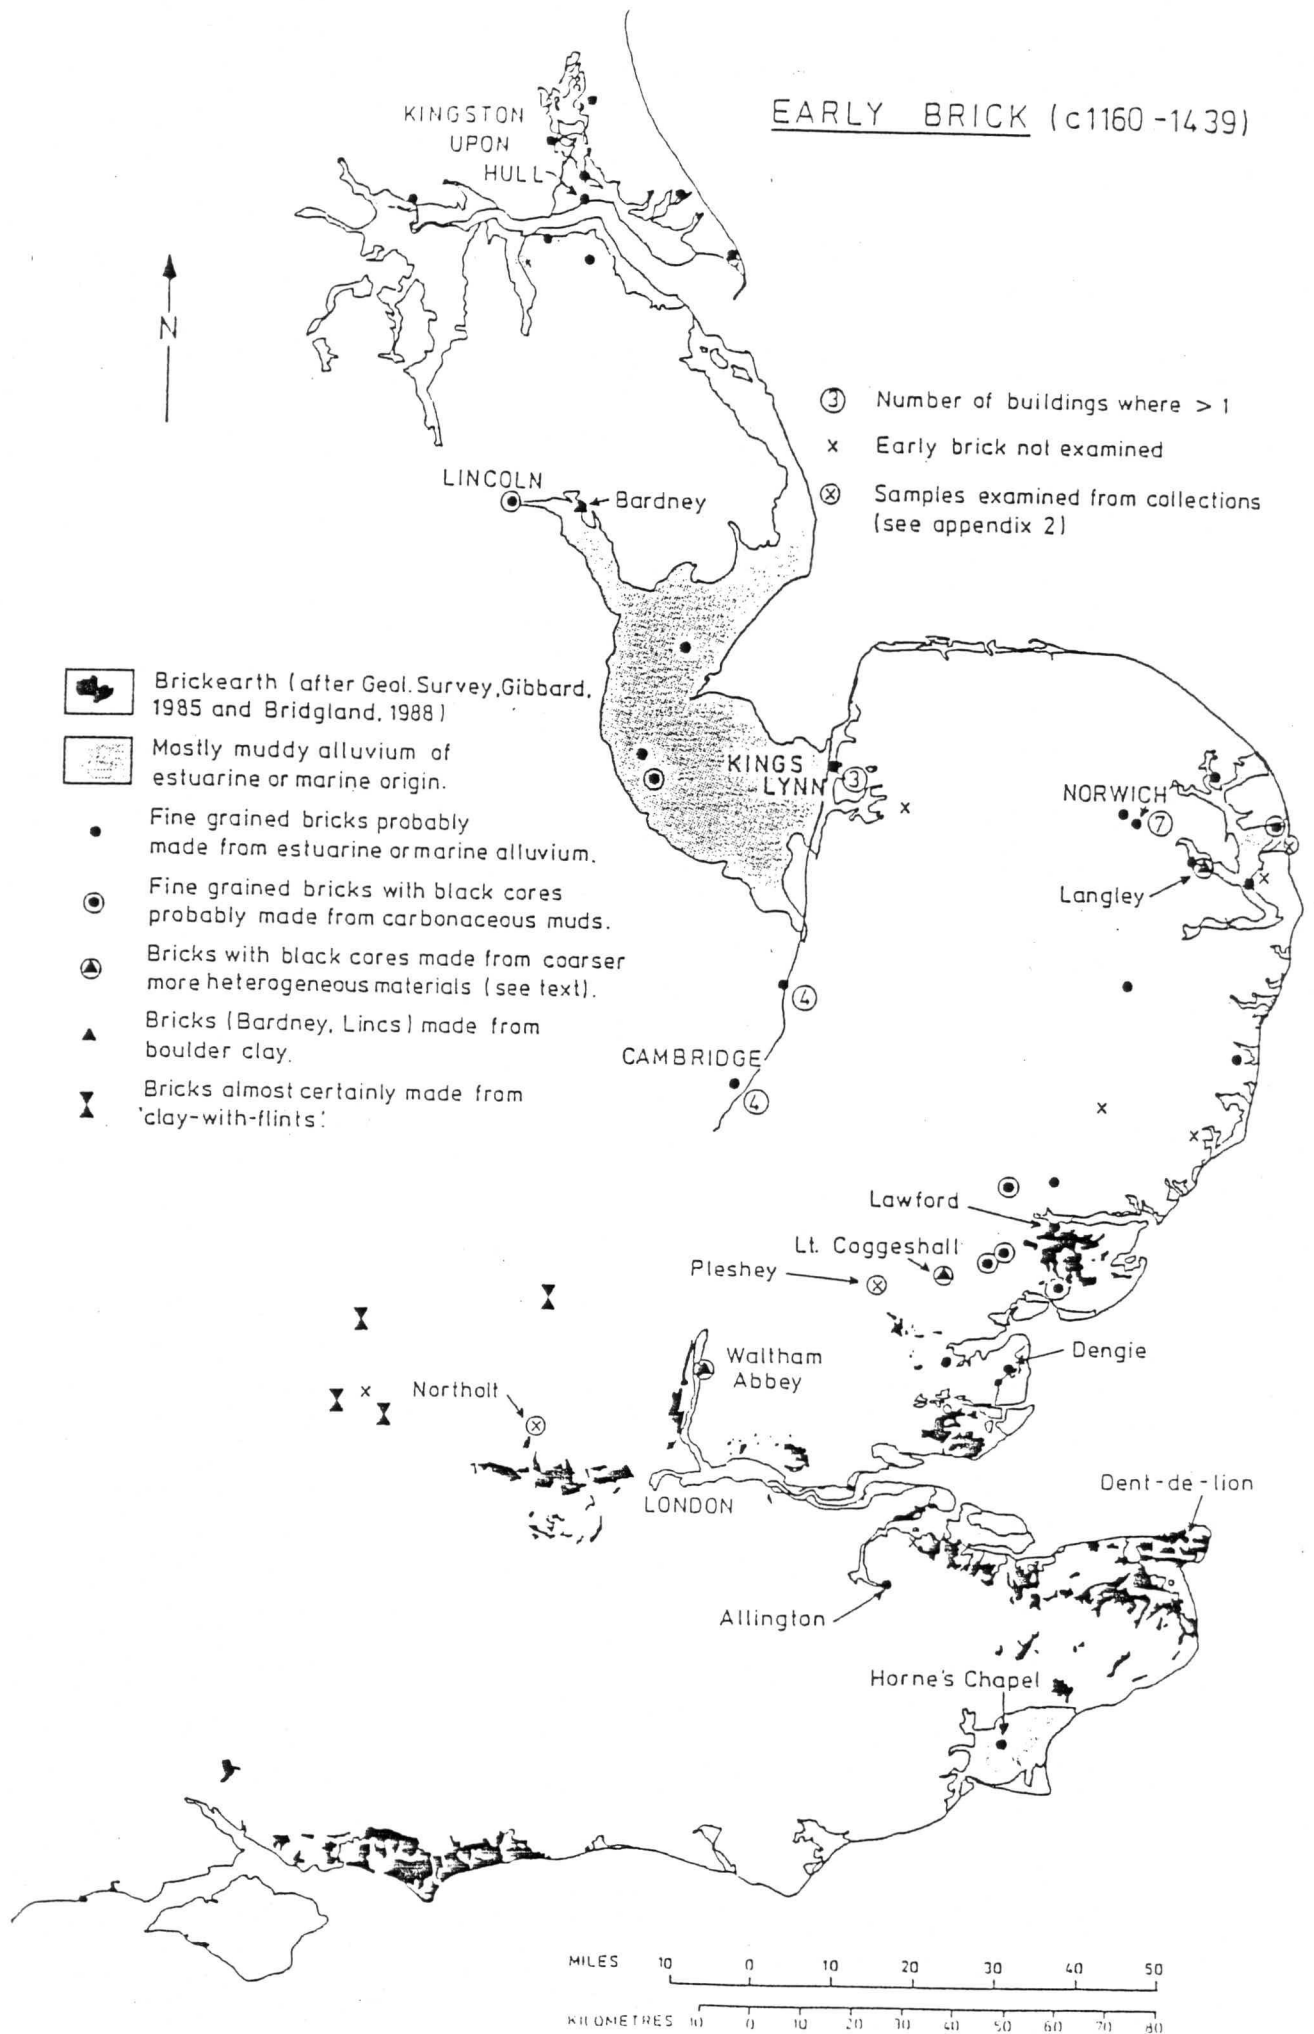 EARLY BRICK (c1160-1439)
KINGSTON
UPON
HULL
N
3 Number of buildings where > 1
x Early brick not examined
Samples examined from collections
(see appendix 2)
LINCOLN
Bardney
Brickearth (after Geol. Survey, Gibbard,
1985 and Bridgland, 1988)
Mostly muddy alluvium of
estuarine or marine origin.
Fine grained bricks probably
made from estuarine or marine alluvium.
Fine grained bricks with black cores
probably made from carbonaceous muds.
Bricks with black cores made from coarser
more heterogeneous materials (see text).
Bricks (Bardney, Lincs) made from
boulder clay.
Bricks almost certainly made from
'clay-with-flints'.
KINGS
LYNN
3
NORWICH
7
Langley
4
CAMBRIDGE
4
Lawford
Lt. Coggeshall
Pleshey
Dengie
Waltham
Abbey
Northolt
LONDON
Dent-de-lion
Allington
Horne's Chapel
MILES 10 0 10 20 30 40 50
KILOMETRES 10 0 10 20 30 40 50 60 70 80